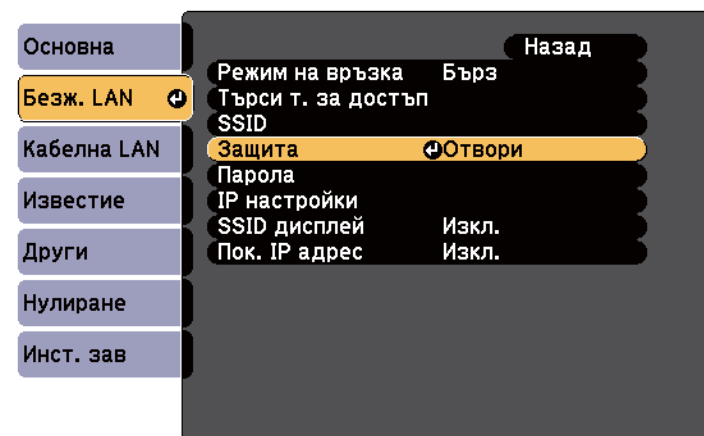 Основна
Безж. LAN
Кабелна LAN
Известие
Други
Нулиране
Инст. зав
Назад
Режим на връзка Бърз
Търси т. за достъп
SSID
Защита Отвори
Парола
IP настройки
SSID дисплей Изкл.
Пок. IP адрес Изкл.